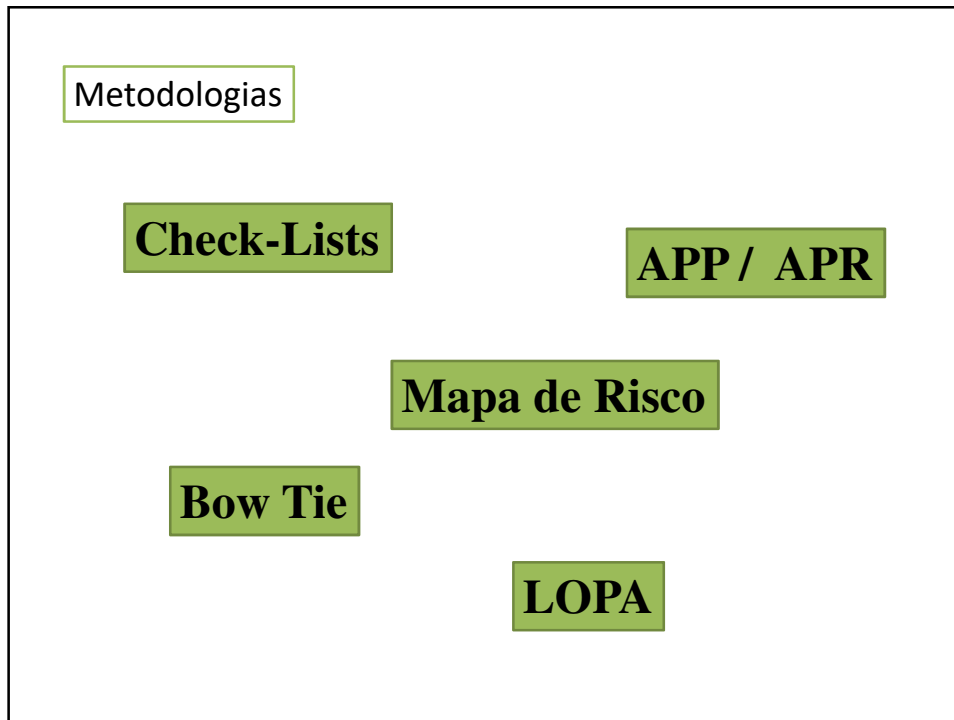 Metodologias
Check-Lists
APP / APR
Mapa de Risco
Bow Tie
LOPA